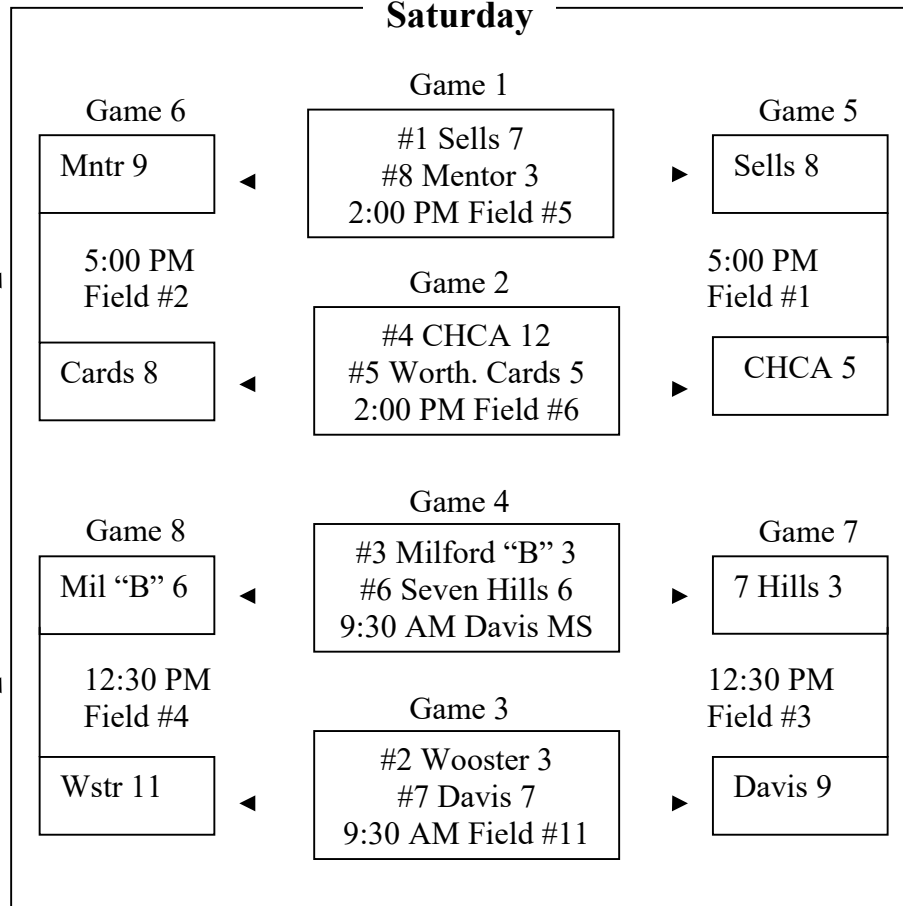 Saturday
Game 1
Game 6
Game 5
#1 Sells 7
#8 Mentor 3
2:00 PM Field #5
Mntr 9
Sells 8
5:00 PM
Field #2
5:00 PM
Field #1
Game 2
#4 CHCA 12
#5 Worth. Cards 5
2:00 PM Field #6
Cards 8
CHCA 5
Game 4
Game 8
Game 7
#3 Milford “B” 3
#6 Seven Hills 6
9:30 AM Davis MS
Mil “B” 6
7 Hills 3
12:30 PM
Field #4
12:30 PM
Field #3
Game 3
#2 Wooster 3
#7 Davis 7
9:30 AM Field #11
Wstr 11
Davis 9